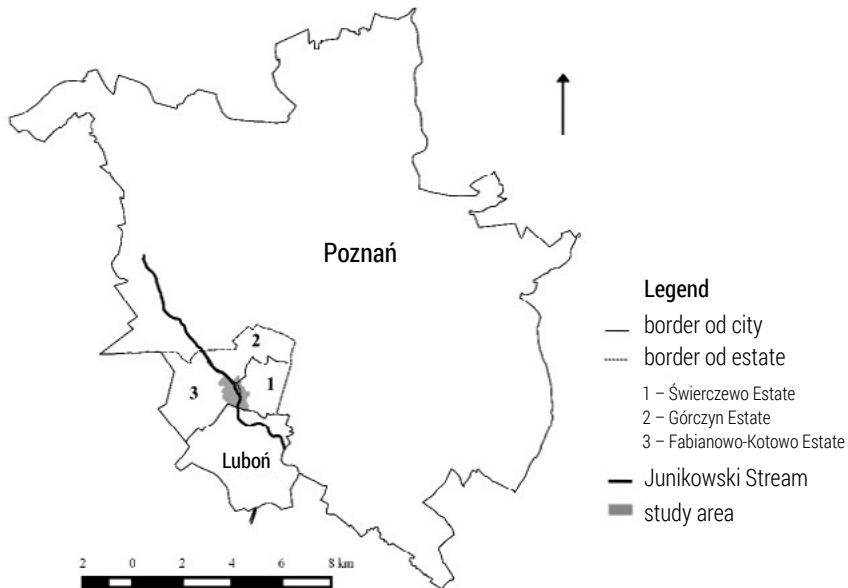 Poznań
2
1
3
Luboń
Legend
border od city
border od estate
1 – Świerczewo Estate
2 – Górczyn Estate
3 – Fabianowo-Kotowo Estate
Junikowski Stream
study area
2 0 2 4 6 8 km